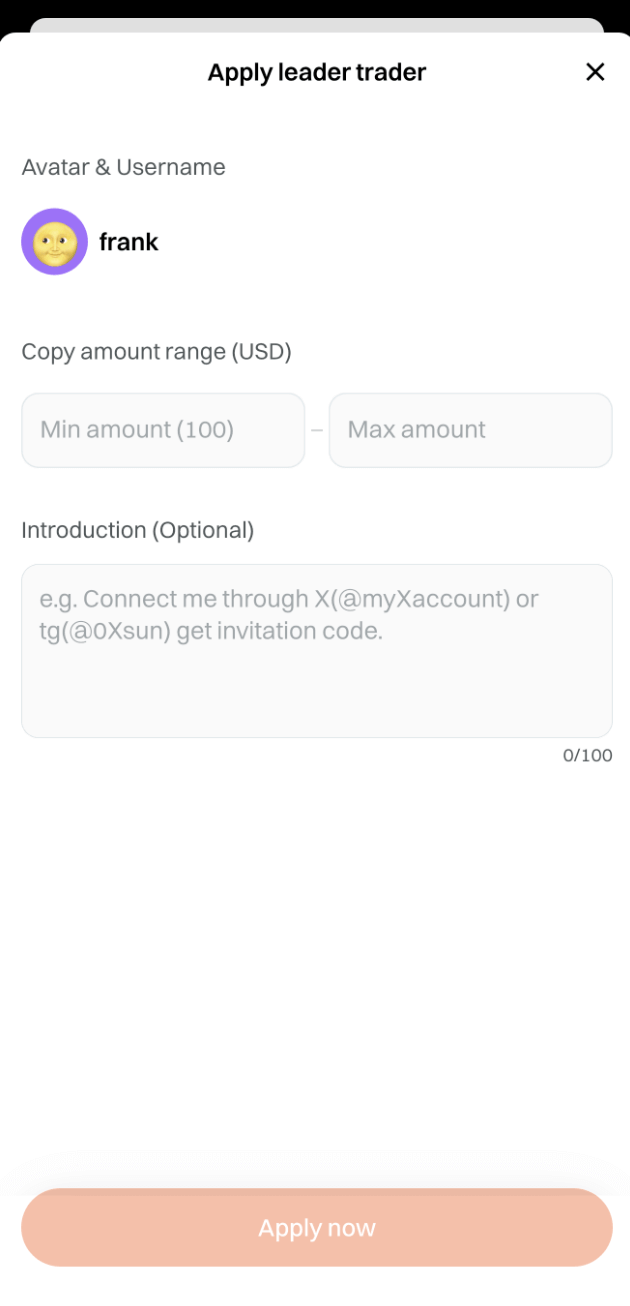 Apply leader trader
Avatar & Username
frank
Copy amount range (USD)
Min amount (100) – Max amount
Introduction (Optional)
e.g. Connect me through X(@myXaccount) or
tg(@0Xsun) get invitation code.
0/100
Apply now